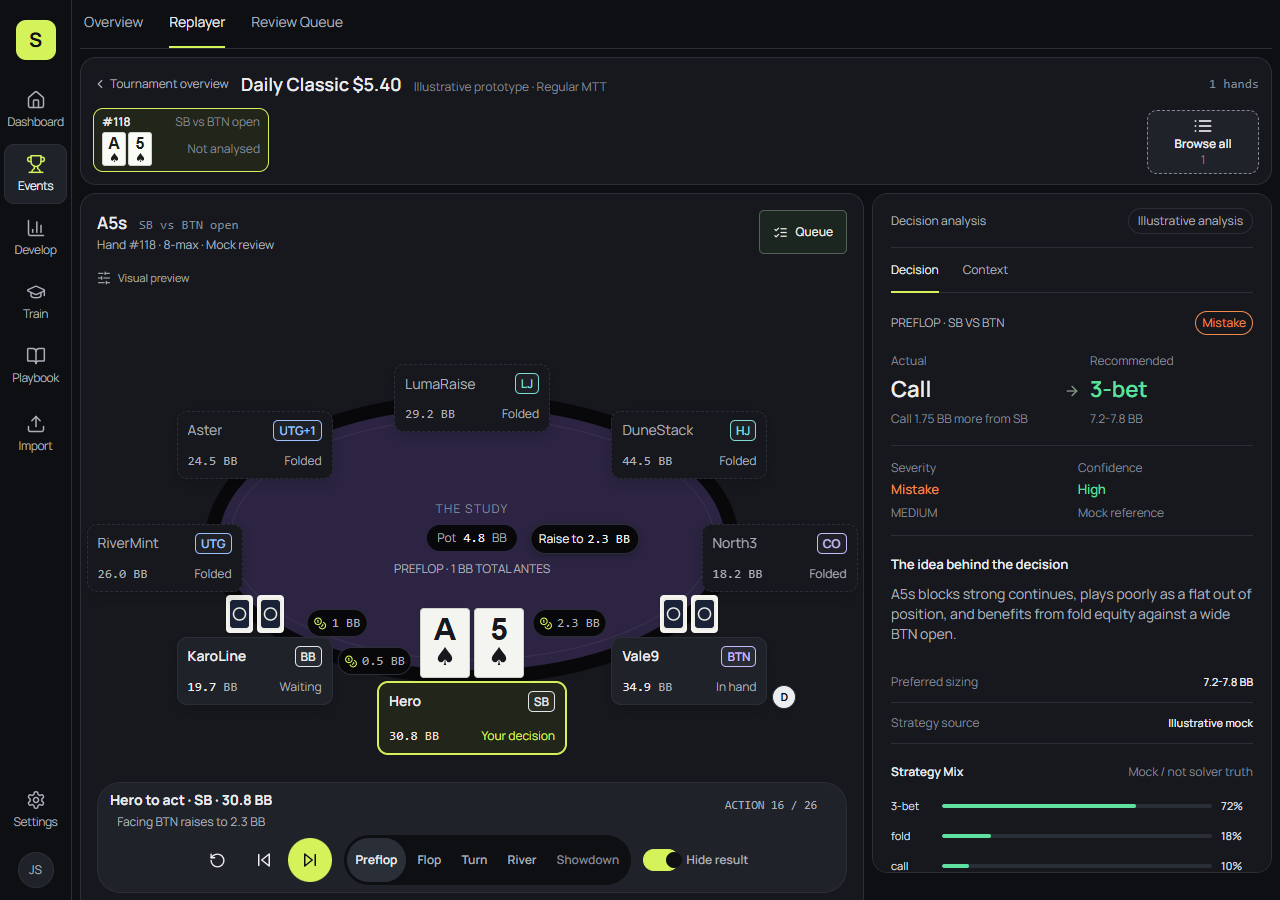 S
Dashboard
Events
Develop
Train
Playbook
Import
Settings
JS
Overview Replayer Review Queue
Tournament overview Daily Classic $5.40 Illustrative prototype · Regular MTT 1 hands
#118 SB vs BTN open
A 5 Not analysed
Browse all
1
A5s SB vs BTN open
Hand #118 · 8-max · Mock review
Queue
Visual preview
LumaRaise LJ
29.2 BB Folded
Aster UTG+1
24.5 BB Folded
DuneStack HJ
44.5 BB Folded
THE STUDY
Pot 4.8 BB Raise to 2.3 BB
PREFLOP · 1 BB TOTAL ANTES
RiverMint UTG
26.0 BB Folded
North3 CO
18.2 BB Folded
1 BB
A 5
2.3 BB
KaroLine BB
19.7 BB Waiting
0.5 BB
Vale9 BTN
34.9 BB In hand
D
Hero SB
30.8 BB Your decision
Hero to act · SB · 30.8 BB
Facing BTN raises to 2.3 BB
ACTION 16 / 26
Preflop Flop Turn River Showdown Hide result
Decision analysis Illustrative analysis
Decision Context
PREFLOP · SB VS BTN Mistake
Actual Recommended
Call → 3-bet
Call 1.75 BB more from SB 7.2-7.8 BB
Severity Confidence
Mistake High
MEDIUM Mock reference
The idea behind the decision
A5s blocks strong continues, plays poorly as a flat out of
position, and benefits from fold equity against a wide
BTN open.
Preferred sizing 7.2-7.8 BB
Strategy source Illustrative mock
Strategy Mix Mock / not solver truth
3-bet 72%
fold 18%
call 10%